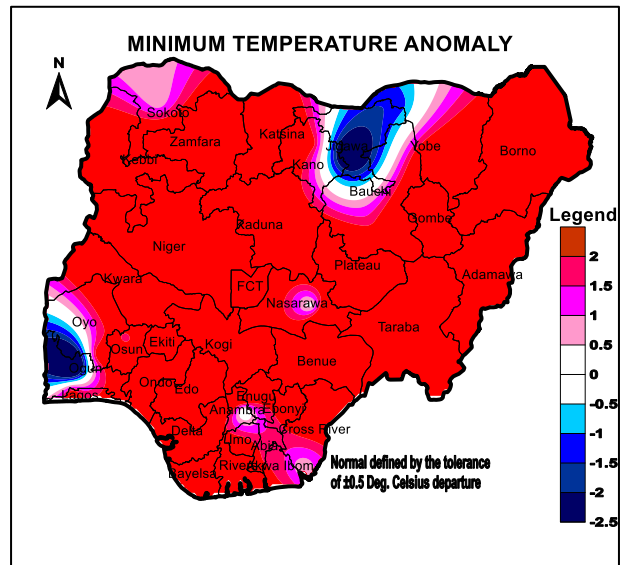 MINIMUM TEMPERATURE ANOMALY
N
Sokoto
Zamfara
Katsina
Jigawa
Kebbi
Kano
Yobe
Borno
Bauchi
Gombe
Kaduna
Niger
Plateau
Adamawa
Kwara
FCT
Nasarawa
Taraba
Oyo
Osun
Ekiti
Kogi
Benue
Ogun
Ondo
Edo
Lagos
Enugu
Anambra
Ebonyi
Delta
Imo
Abia
Cross River
Bayelsa
Rivers
Akwa Ibom
Normal defined by the tolerance
of ±0.5 Deg. Celsius departure
Legend
2
1.5
1
0.5
0
-0.5
-1
-1.5
-2
-2.5